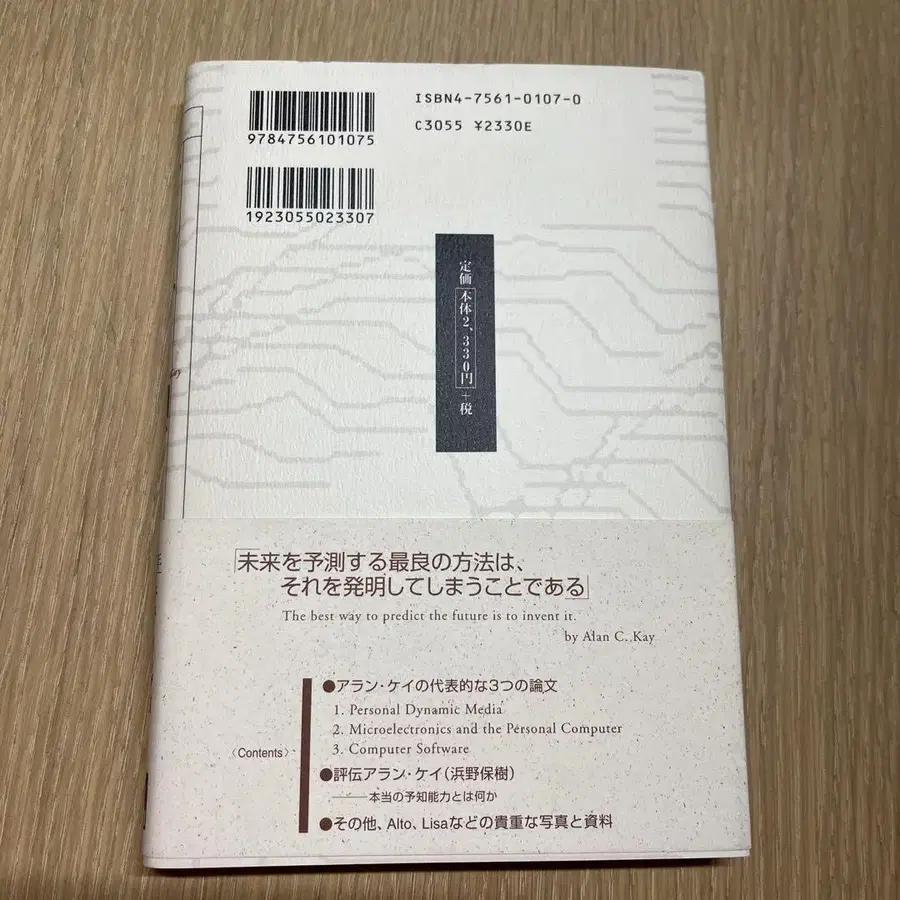 ISBN4-7561-0107-0
C3055 ¥2330E
9784756101075
1923055023307
定価本体2、330円+税
「未来を予測する最良の方法は、
それを発明してしまうことである」
The best way to predict the future is to invent it.
by Alan C. Kay
〈Contents〉
●アラン・ケイの代表的な3つの論文
1. Personal Dynamic Media
2. Microelectronics and the Personal Computer
3. Computer Software
●評伝アラン・ケイ(浜野保樹)
――本当の予知能力とは何か
●その他、Alto、Lisaなどの貴重な写真と資料